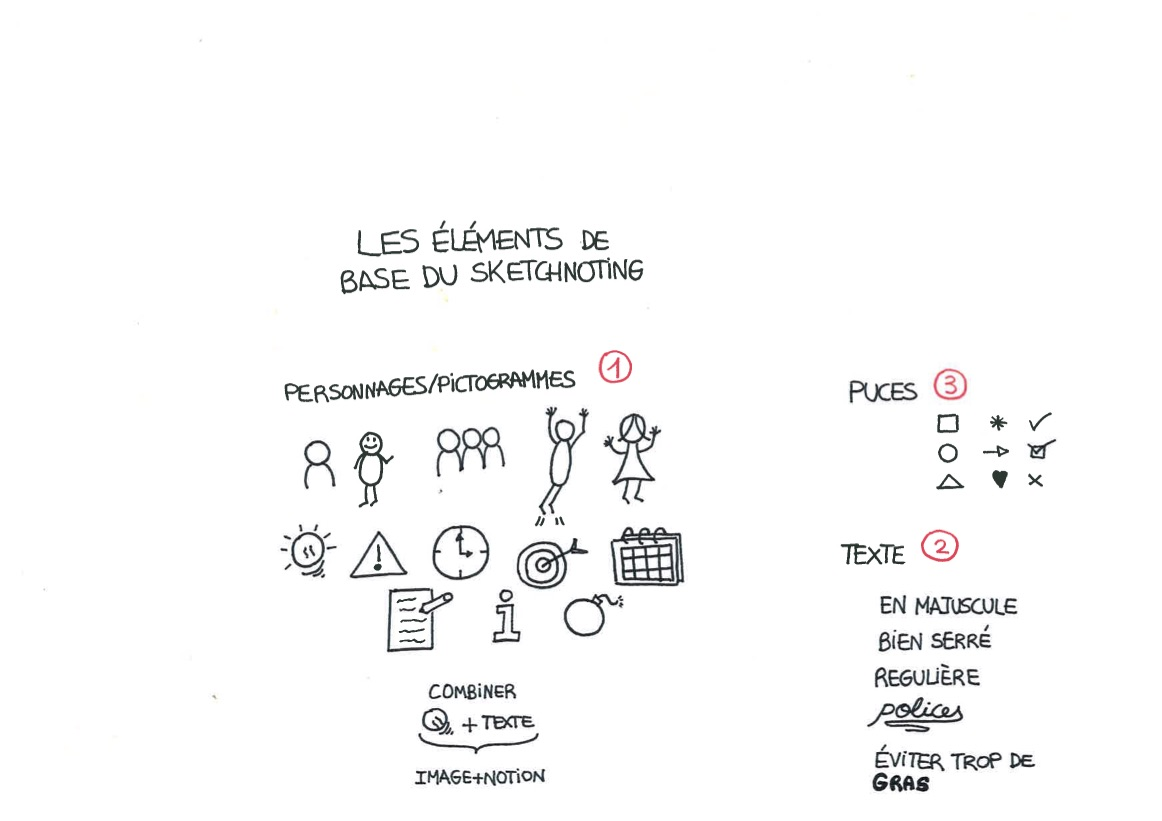 LES ÉLÉMENTS DE
BASE DU SKETCHNOTING
PERSONNAGES/PICTOGRAMMES 1
COMBINER
+ TEXTE
IMAGE+NOTION
PUCES 3
TEXTE 2
EN MAJUSCULE
BIEN SERRÉ
REGULIÈRE
polices
ÉVITER TROP DE
GRAS